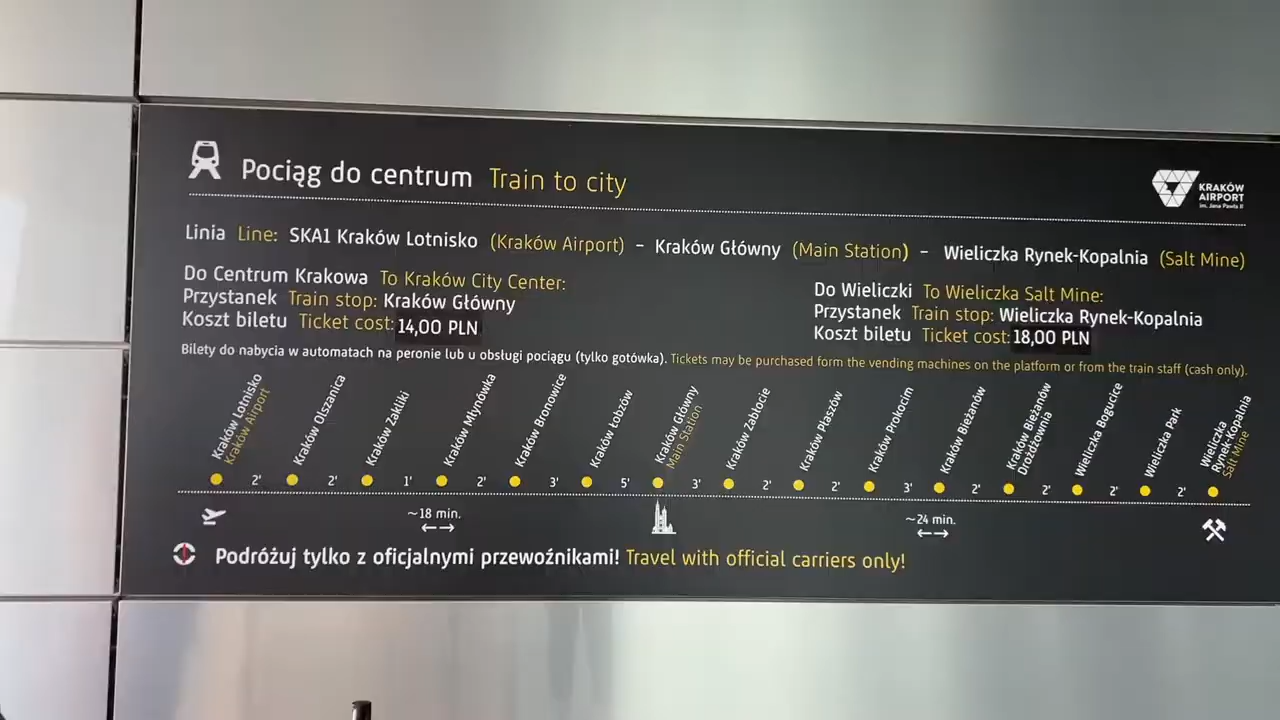 Pociąg do centrum Train to city
KRAKÓW
AIRPORT
im. Jana Pawła II
Linia Line: SKA1 Kraków Lotnisko (Kraków Airport) – Kraków Główny (Main Station) – Wieliczka Rynek-Kopalnia (Salt Mine)
Do Centrum Krakowa To Kraków City Center:
Przystanek Train stop: Kraków Główny
Koszt biletu Ticket cost: 14,00 PLN
Do Wieliczki To Wieliczka Salt Mine:
Przystanek Train stop: Wieliczka Rynek-Kopalnia
Koszt biletu Ticket cost: 18,00 PLN
Bilety do nabycia w automatach na peronie lub u obsługi pociągu (tylko gotówka). Tickets may be purchased form the vending machines on the platform or from the train staff (cash only).
Kraków Lotnisko
Kraków Airport
Kraków Olszanica
Kraków Zakliki
Kraków Młynówka
Kraków Bronowice
Kraków Łobzów
Kraków Główny
Main Station
Kraków Zabłocie
Kraków Płaszów
Kraków Prokocim
Kraków Bieżanów
Kraków Bieżanów
Drożdżownia
Wieliczka Bogucice
Wieliczka Park
Wieliczka
Rynek-Kopalnia
Salt Mine
2' 2' 1' 2' 3' 5' 3' 2' 2' 3' 2' 2' 2' 2'
~18 min.
~24 min.
Podróżuj tylko z oficjalnymi przewoźnikami! Travel with official carriers only!